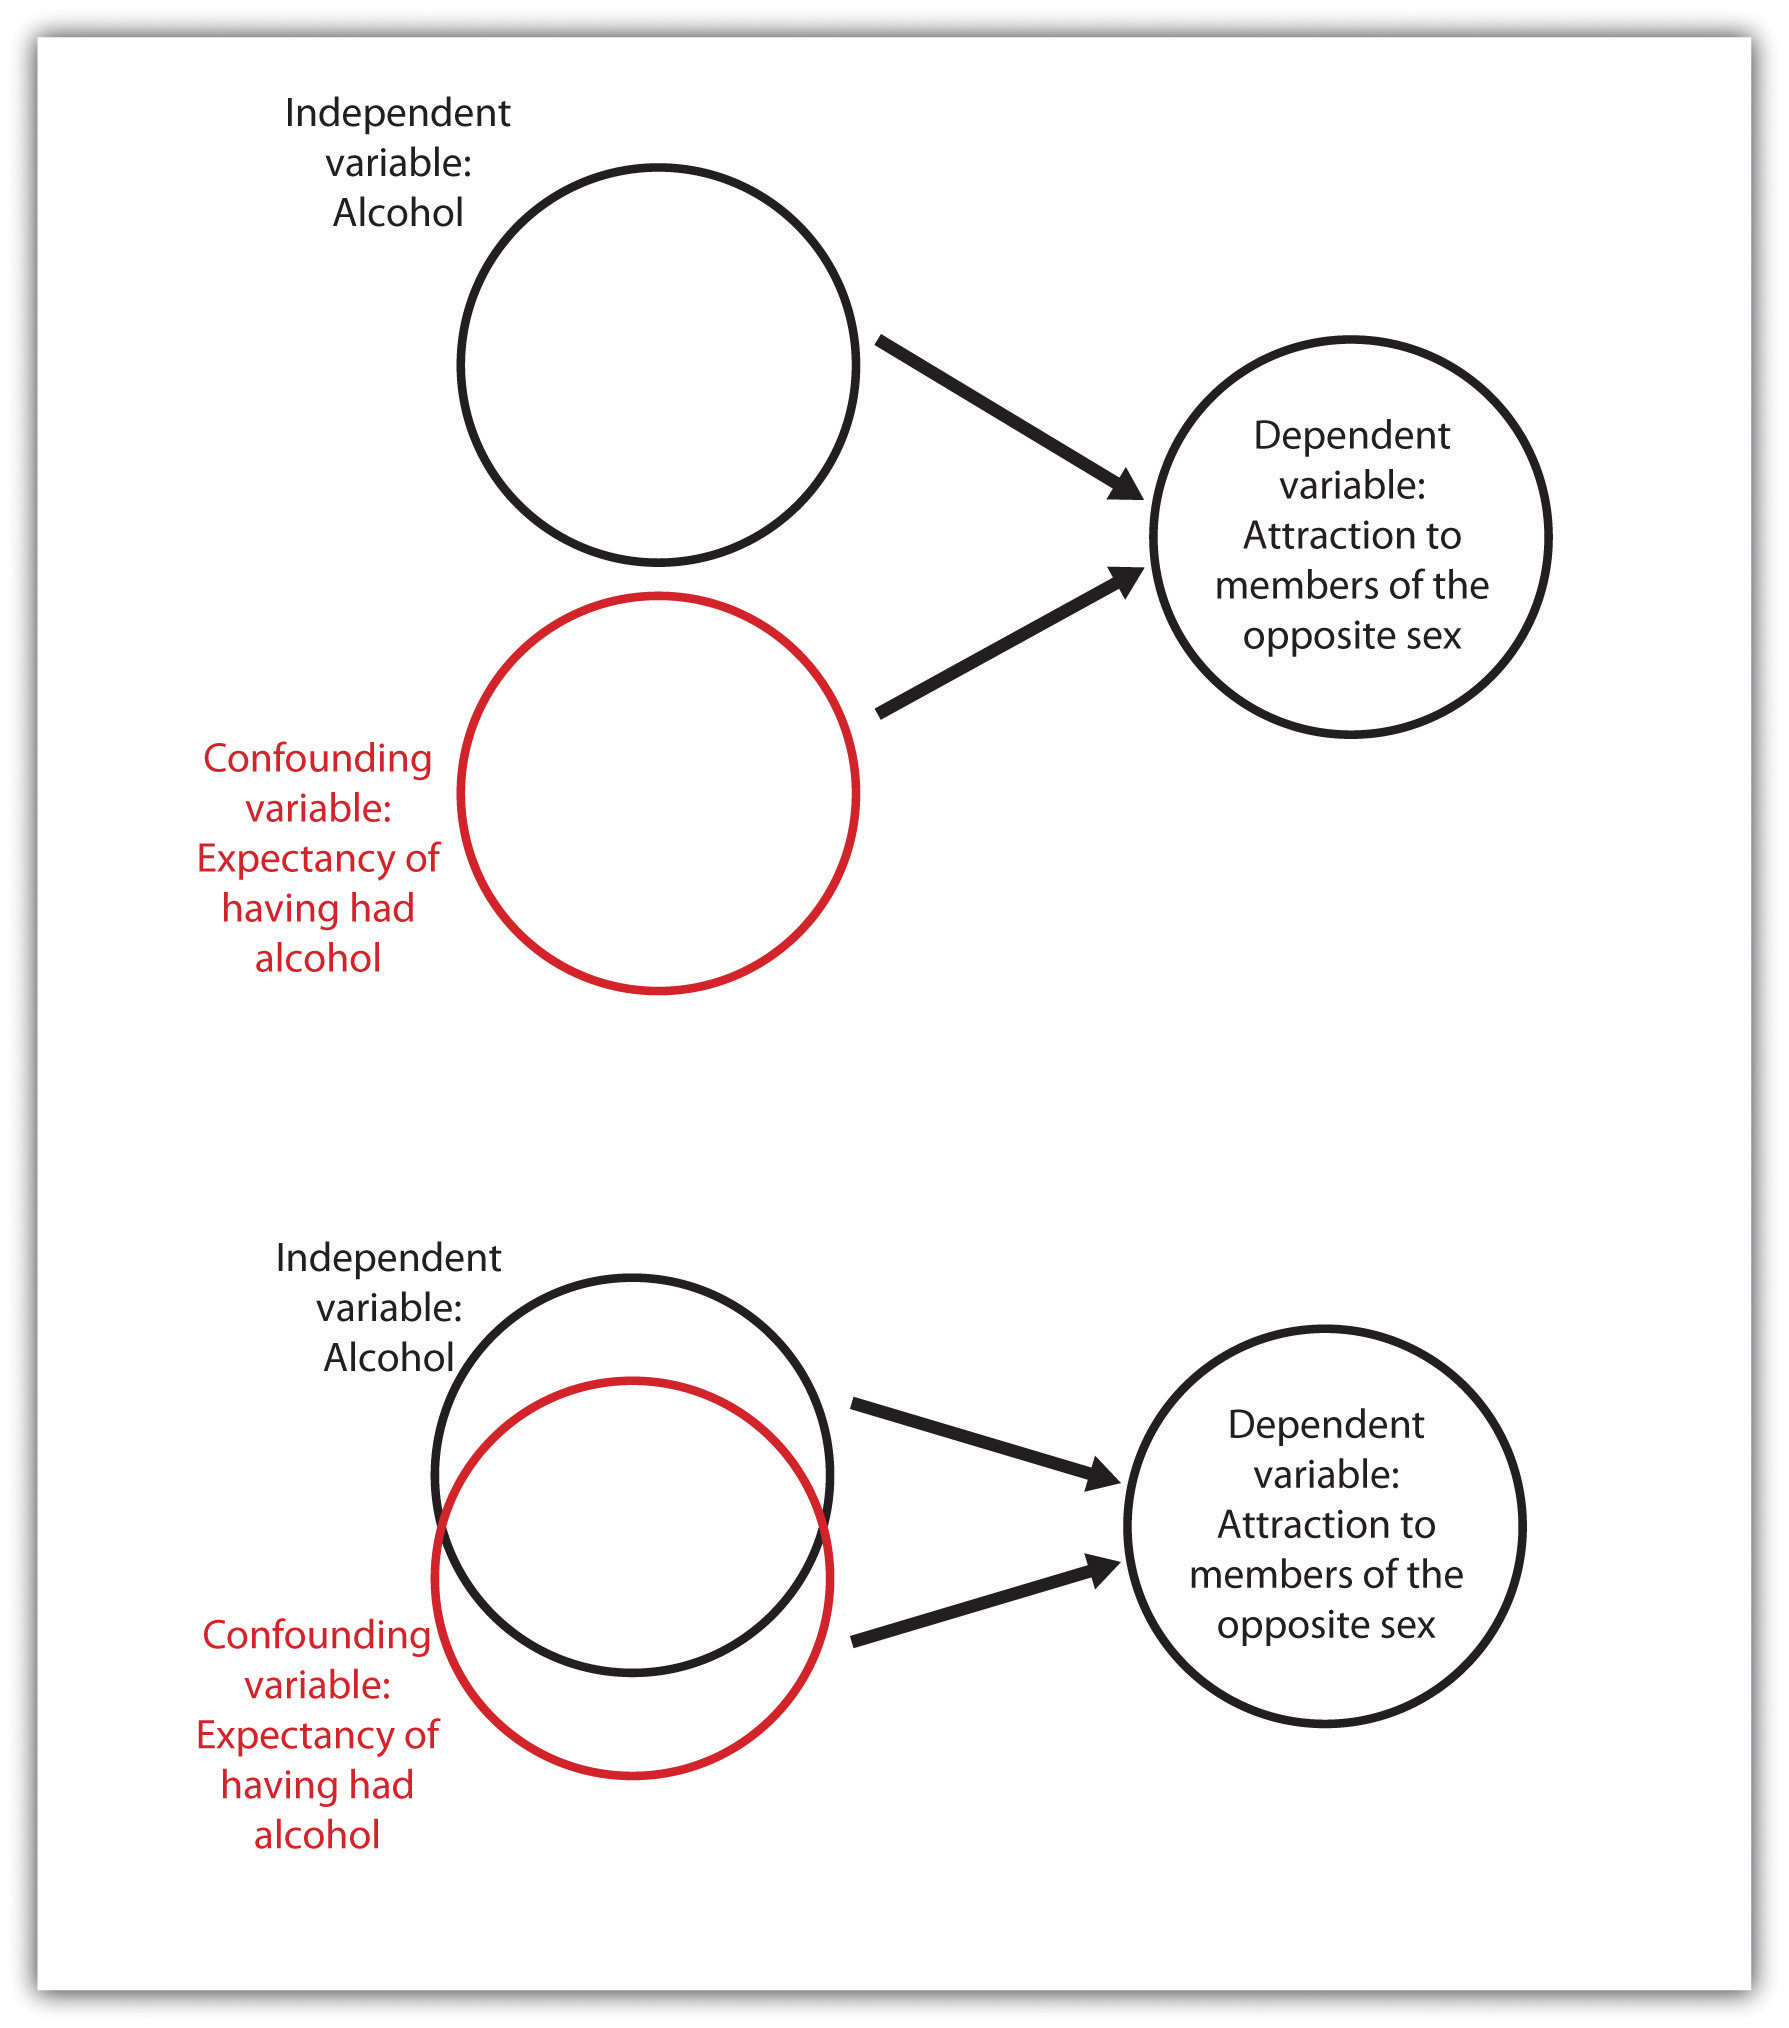 Independent
variable:
Alcohol
Dependent
variable:
Attraction to
members of the
opposite sex
Confounding
variable:
Expectancy of
having had
alcohol
Independent
variable:
Alcohol
Dependent
variable:
Attraction to
members of the
opposite sex
Confounding
variable:
Expectancy of
having had
alcohol